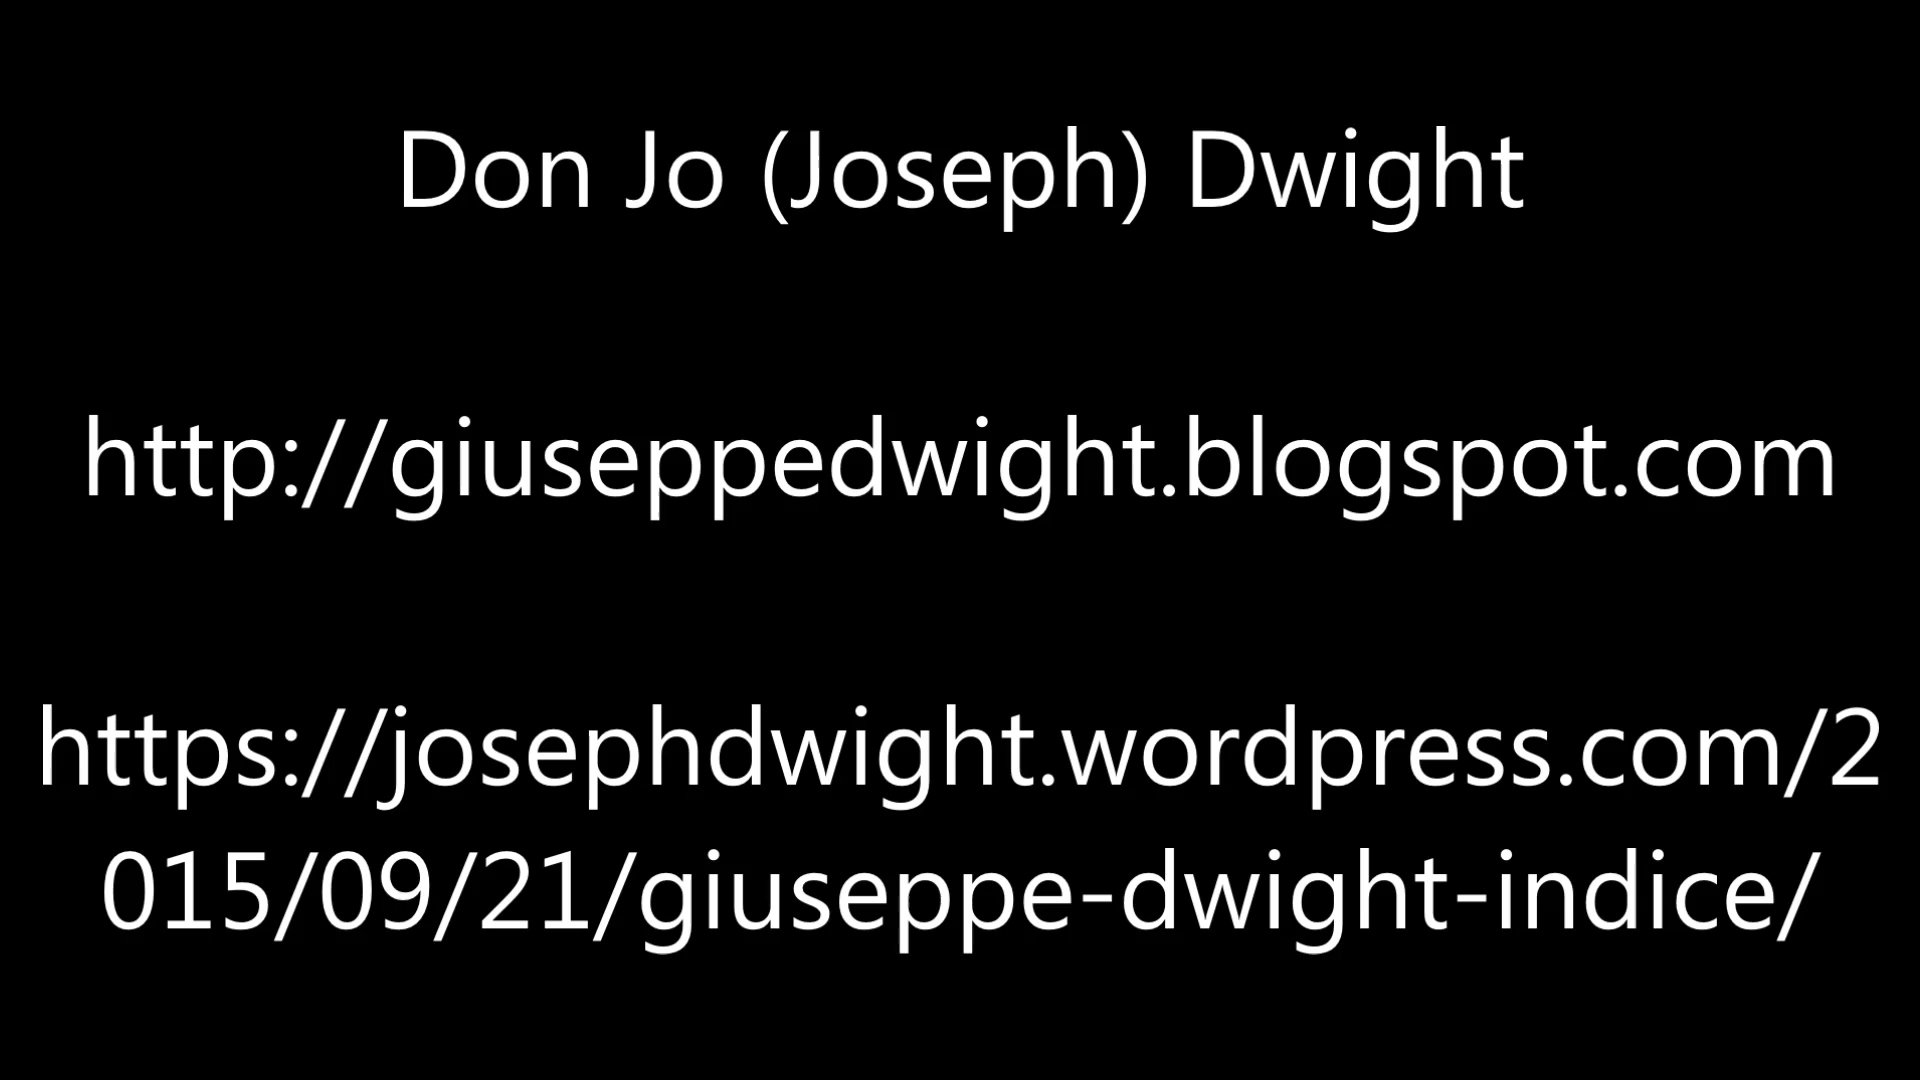 Don Jo (Joseph) Dwight
http://giuseppedwight.blogspot.com
https://josephdwight.wordpress.com/2
015/09/21/giuseppe-dwight-indice/